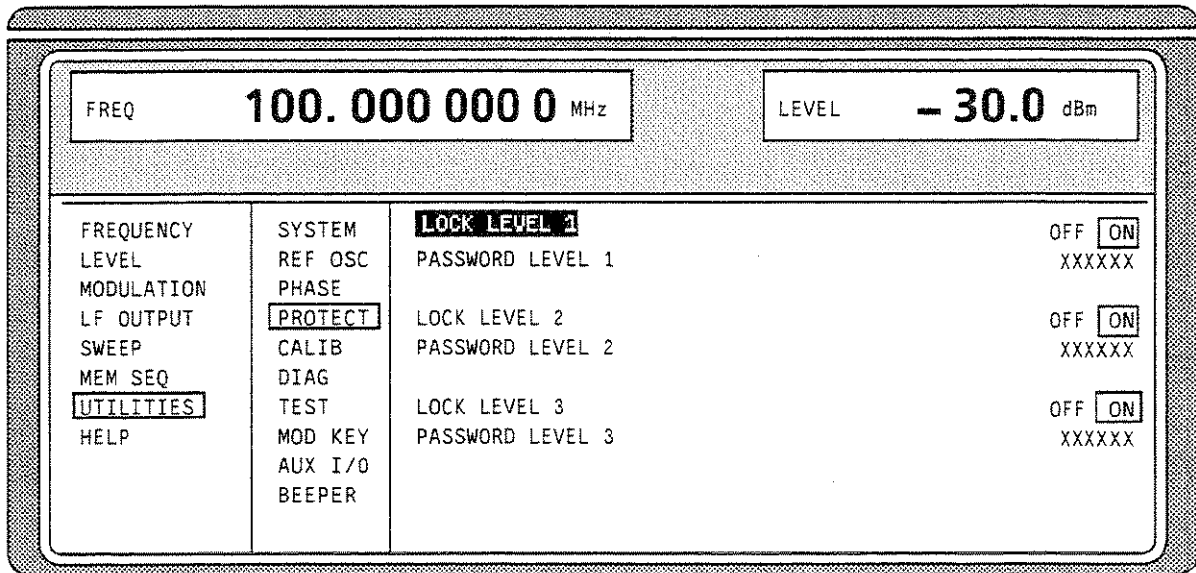 FREQ 100. 000 000 0 MHz
LEVEL - 30.0 dBm
FREQUENCY
LEVEL
MODULATION
LF OUTPUT
SWEEP
MEM SEQ
UTILITIES
HELP
SYSTEM
REF OSC
PHASE
PROTECT
CALIB
DIAG
TEST
MOD KEY
AUX I/O
BEEPER
LOCK LEVEL 1 OFF ON
PASSWORD LEVEL 1 XXXXXX
LOCK LEVEL 2 OFF ON
PASSWORD LEVEL 2 XXXXXX
LOCK LEVEL 3 OFF ON
PASSWORD LEVEL 3 XXXXXX